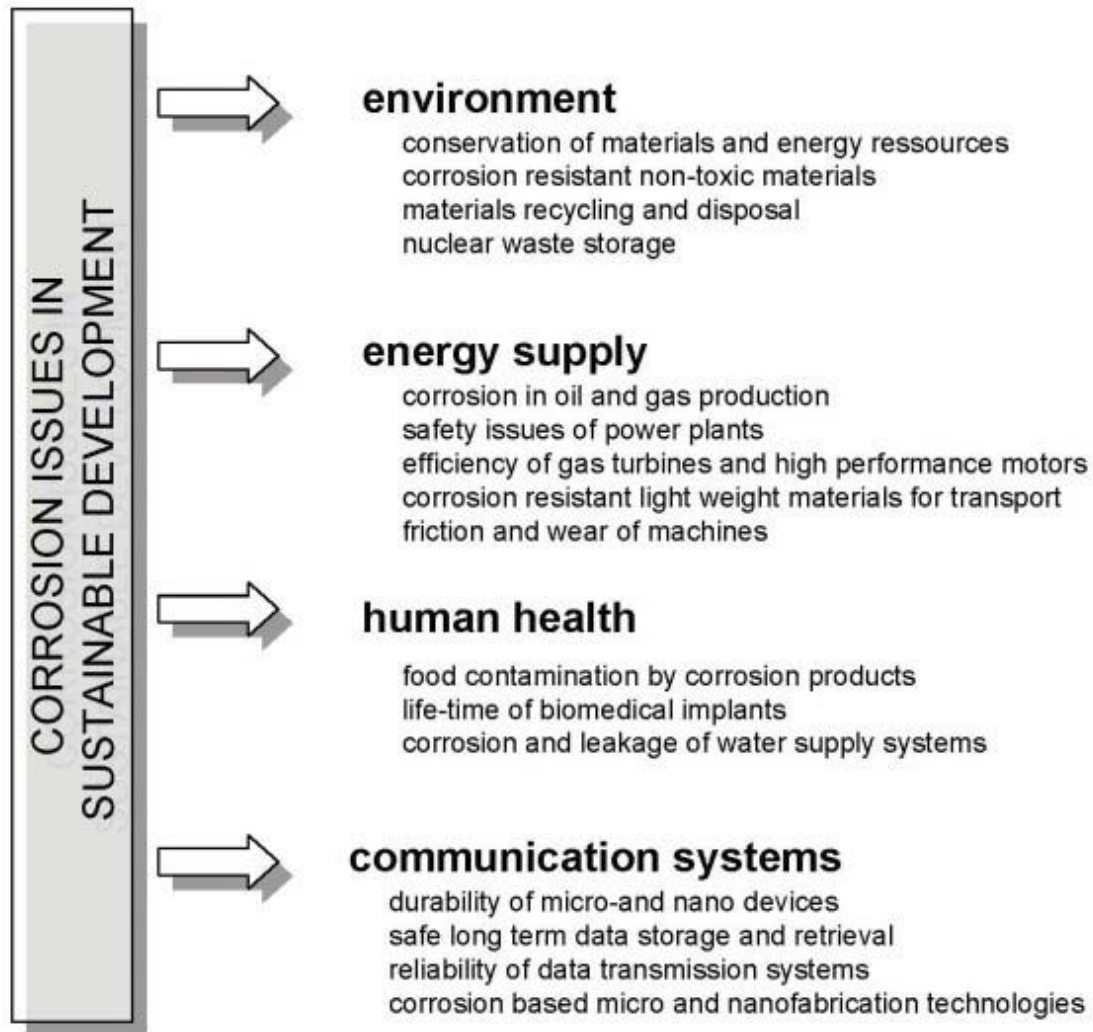 CORROSION ISSUES IN
SUSTAINABLE DEVELOPMENT
environment
conservation of materials and energy ressources
corrosion resistant non-toxic materials
materials recycling and disposal
nuclear waste storage
energy supply
corrosion in oil and gas production
safety issues of power plants
efficiency of gas turbines and high performance motors
corrosion resistant light weight materials for transport
friction and wear of machines
human health
food contamination by corrosion products
life-time of biomedical implants
corrosion and leakage of water supply systems
communication systems
durability of micro-and nano devices
safe long term data storage and retrieval
reliability of data transmission systems
corrosion based micro and nanofabrication technologies